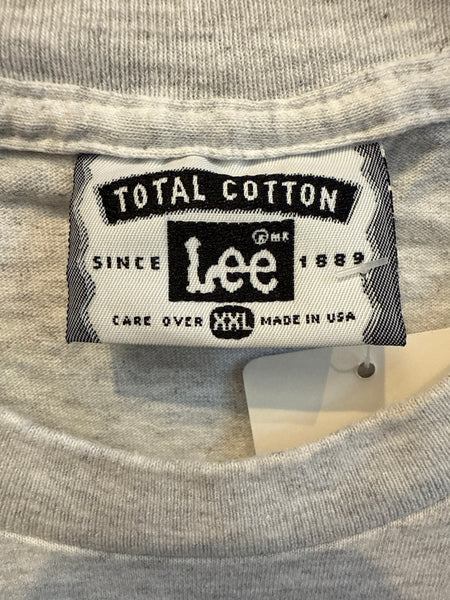 TOTAL COTTON
® MR
SINCE Lee 1889
CARE OVER XXL MADE IN USA